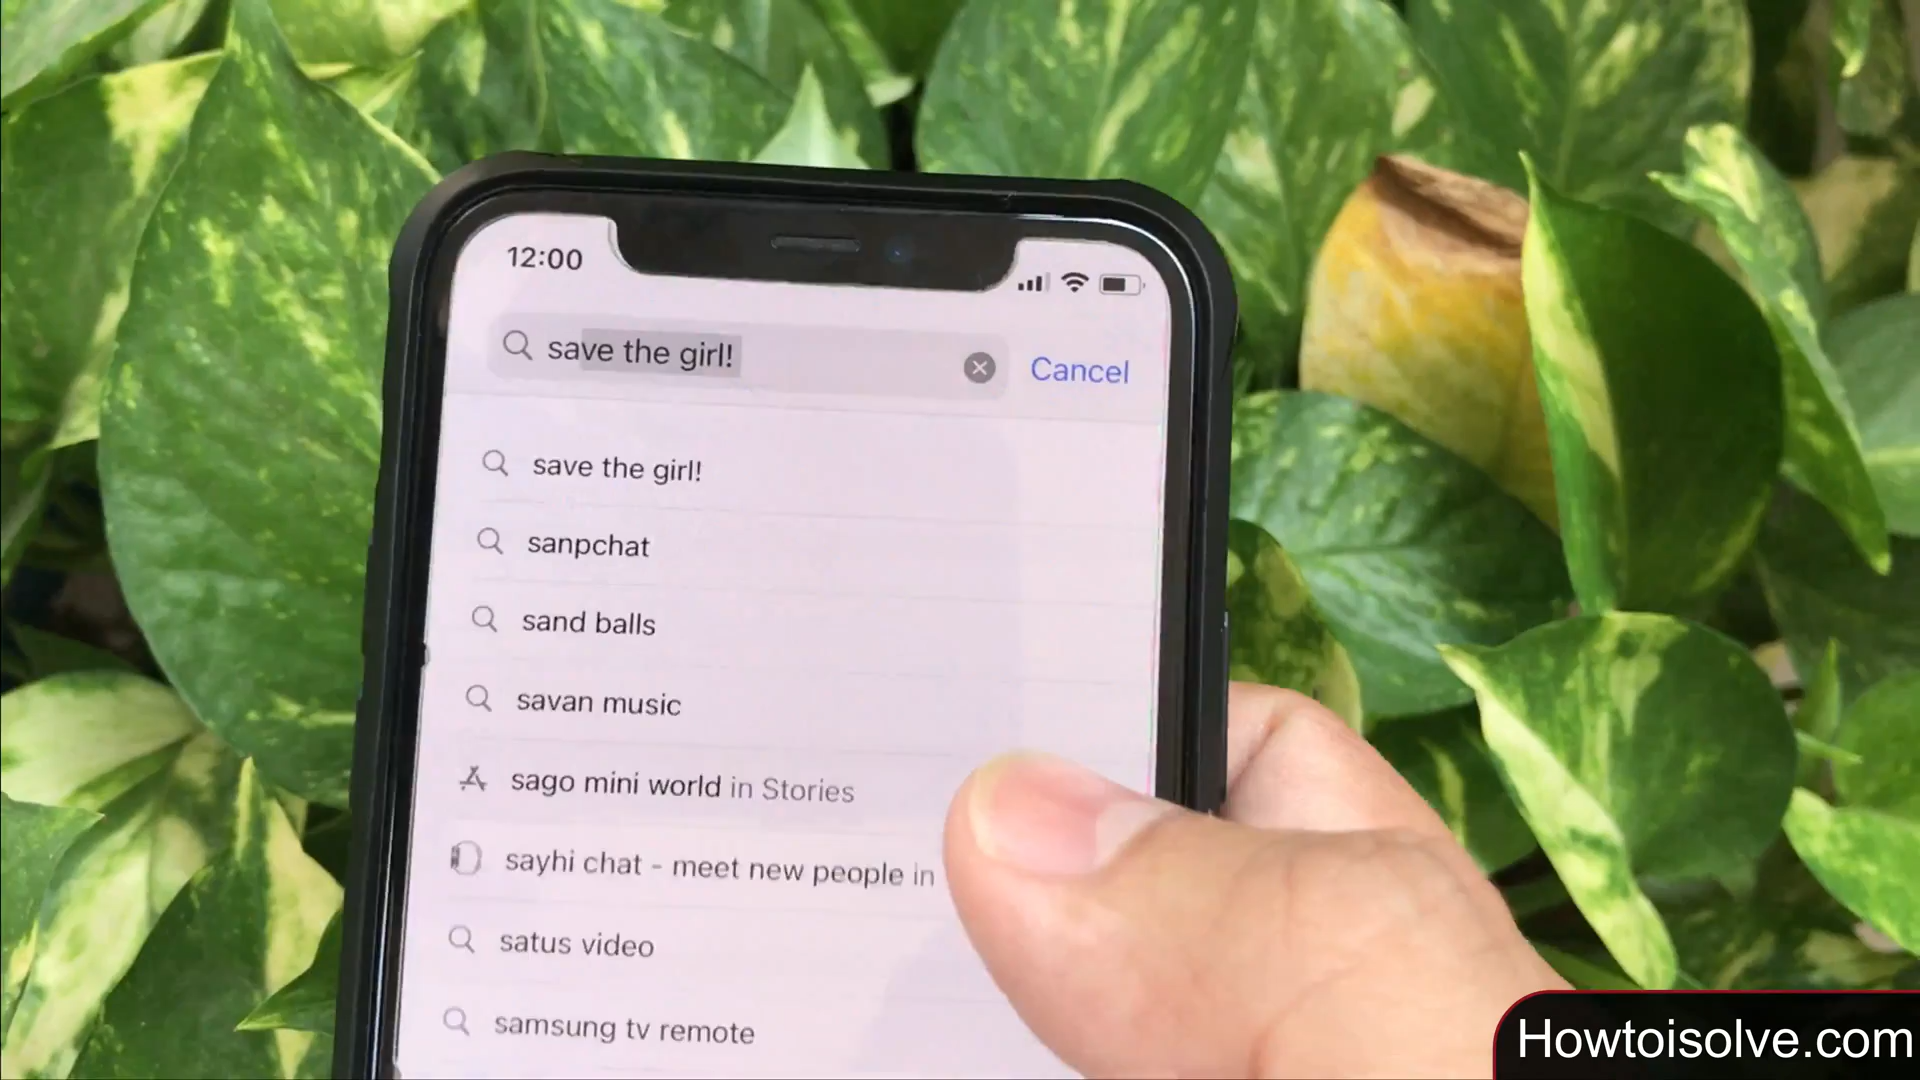 12:00
save the girl!
Cancel
save the girl!
sanpchat
sand balls
savan music
sago mini world in Stories
sayhi chat - meet new people in
satus video
samsung tv remote
Howtoisolve.com